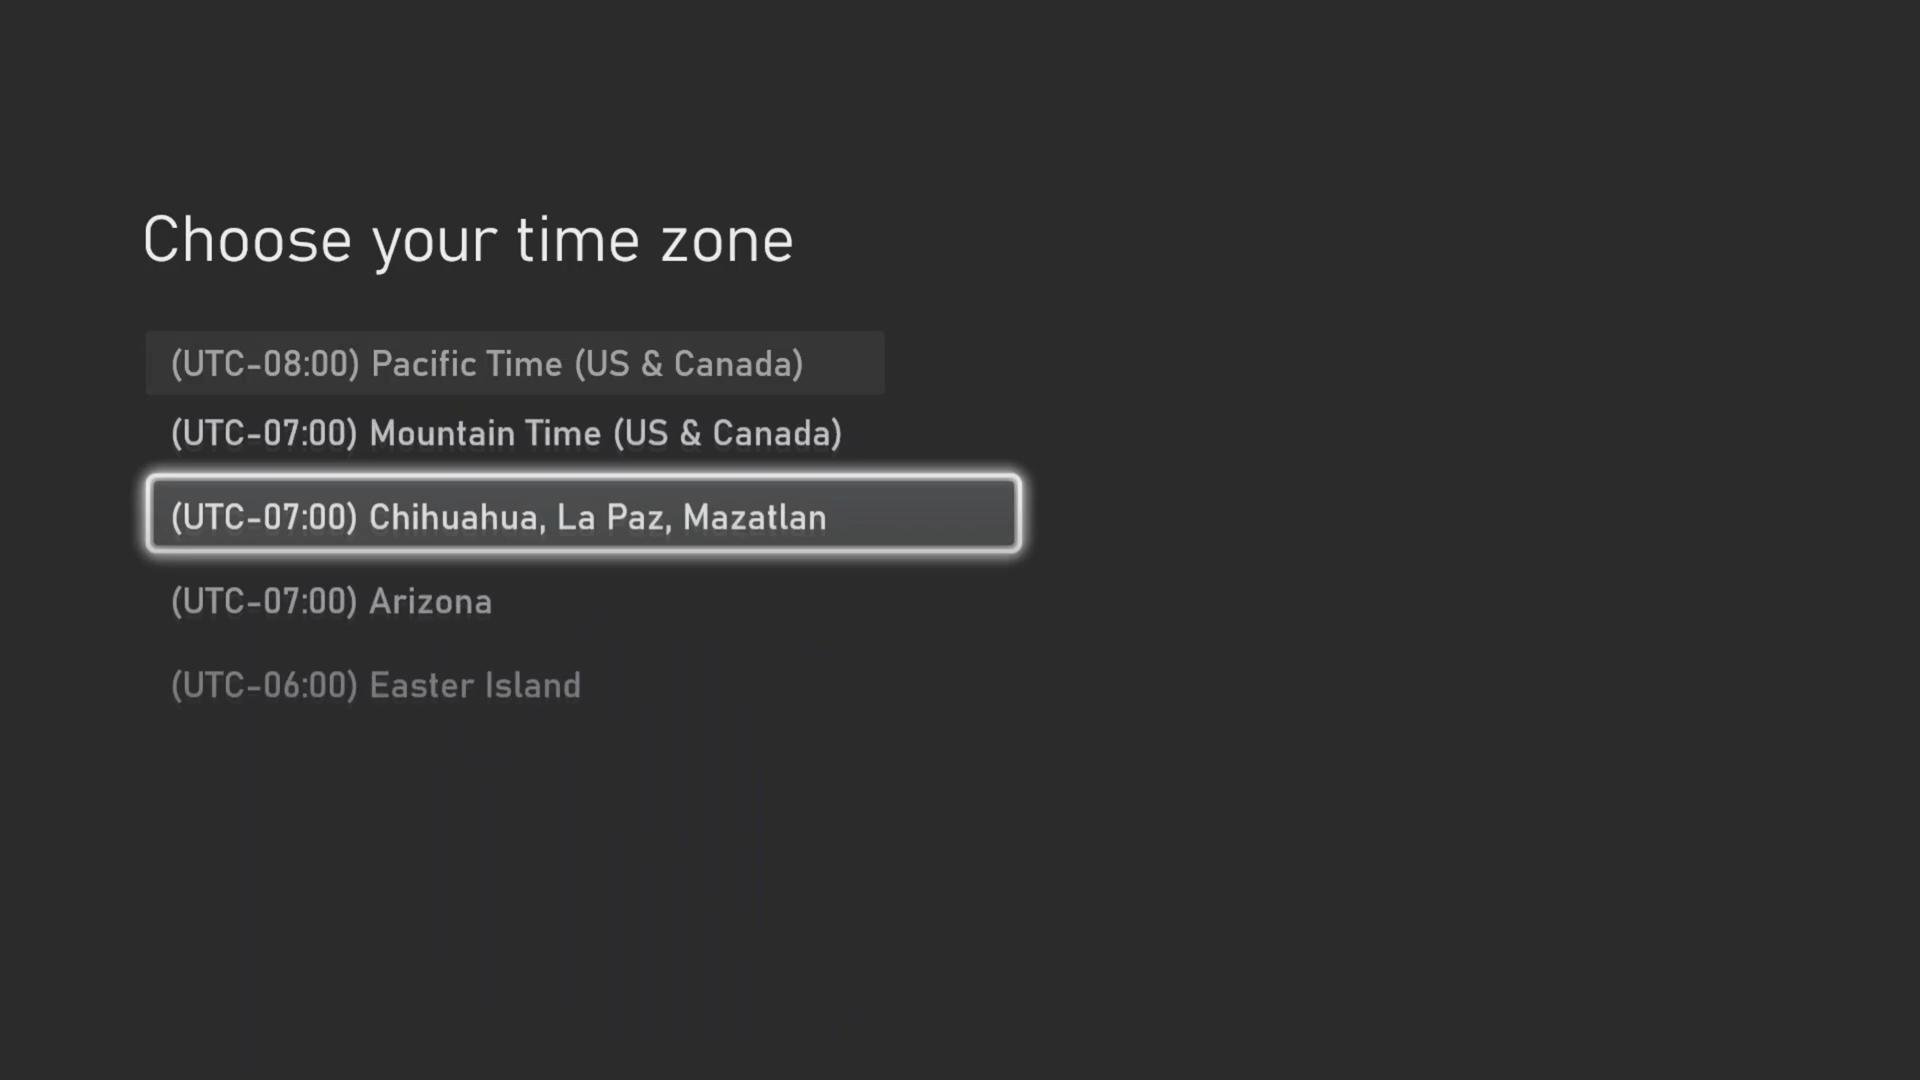 Choose your time zone
(UTC-08:00) Pacific Time (US & Canada)
(UTC-07:00) Mountain Time (US & Canada)
(UTC-07:00) Chihuahua, La Paz, Mazatlan
(UTC-07:00) Arizona
(UTC-06:00) Easter Island